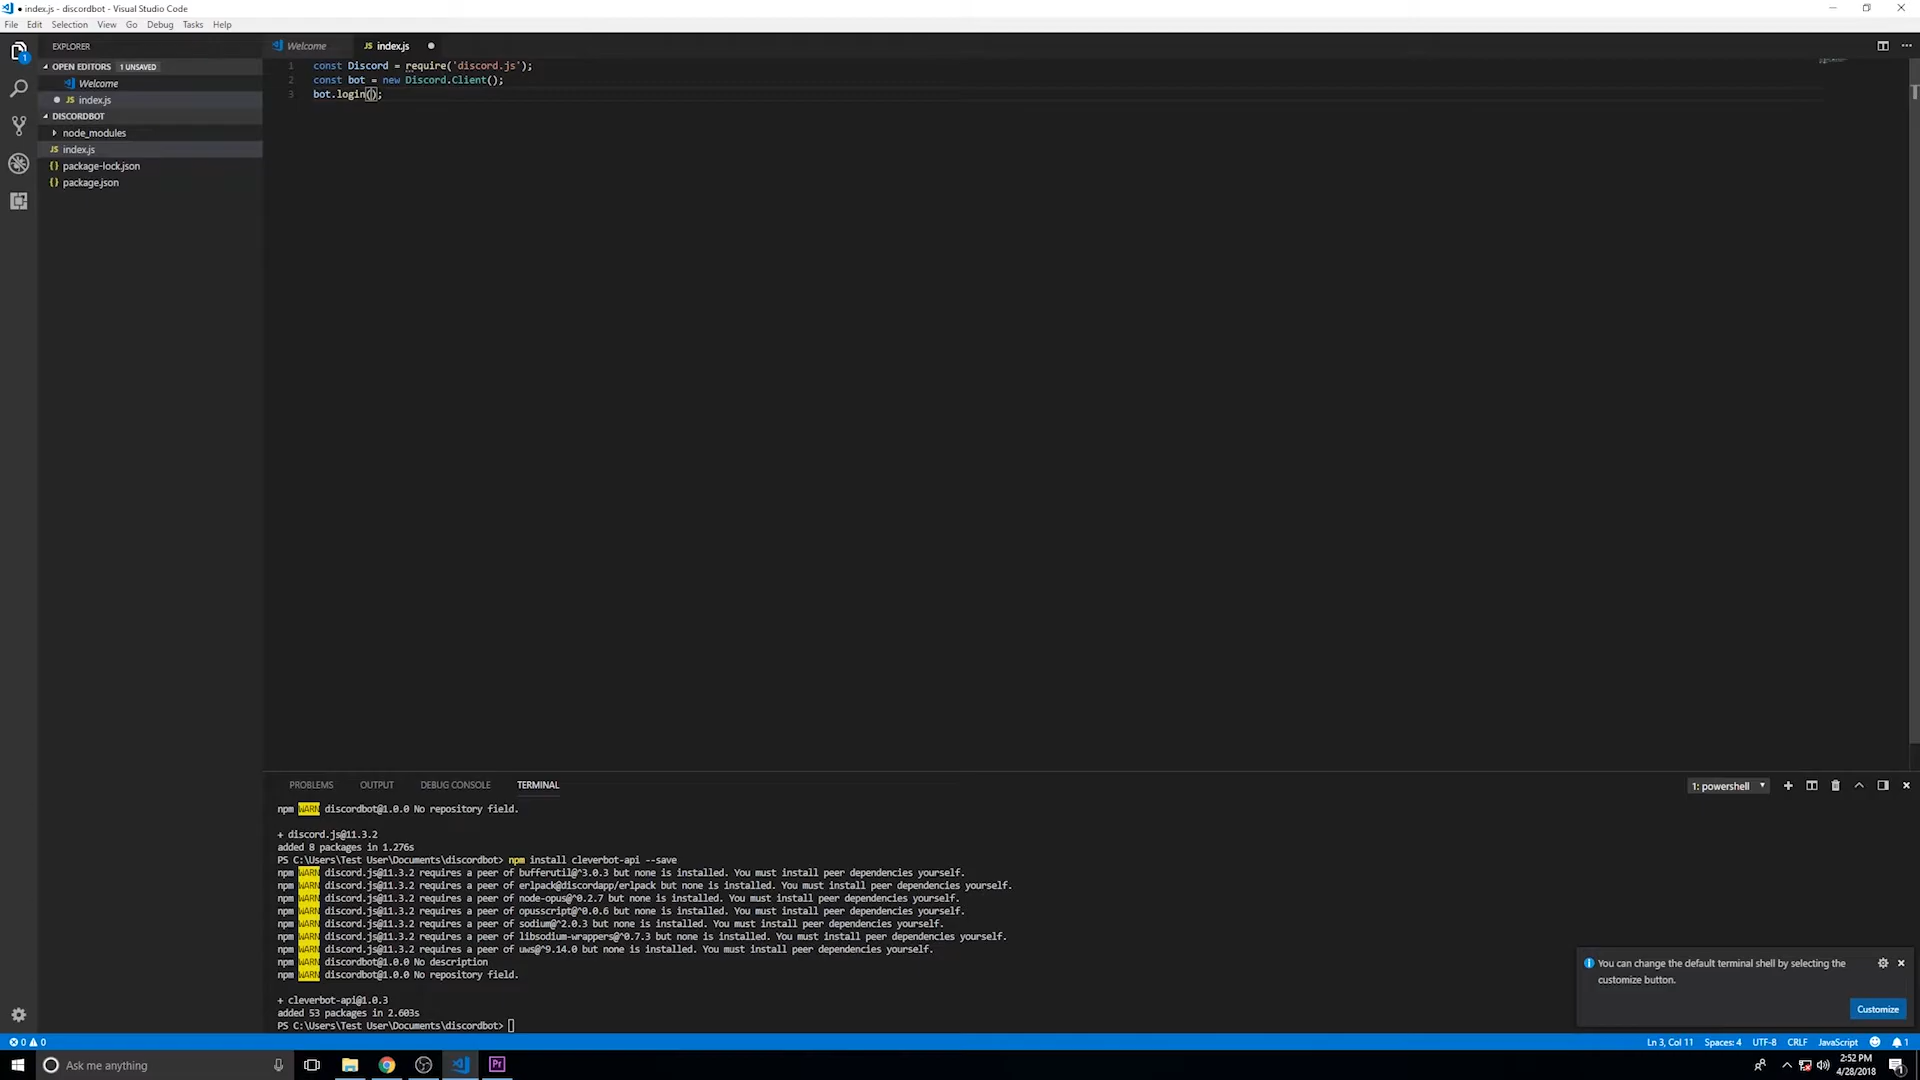 ● index.js - discordbot - Visual Studio Code
File Edit Selection View Go Debug Tasks Help
EXPLORER
OPEN EDITORS 1 UNSAVED
Welcome
JS index.js
DISCORDBOT
node_modules
JS index.js
{} package-lock.json
{} package.json
Welcome JS index.js
1 const Discord = require('discord.js');
2 const bot = new Discord.Client();
3 bot.login();
PROBLEMS OUTPUT DEBUG CONSOLE TERMINAL
1: powershell
npm WARN discordbot@1.0.0 No repository field.
+ discord.js@11.3.2
added 8 packages in 1.276s
PS C:\Users\Test User\Documents\discordbot> npm install cleverbot-api --save
npm WARN discord.js@11.3.2 requires a peer of bufferutil@^3.0.3 but none is installed. You must install peer dependencies yourself.
npm WARN discord.js@11.3.2 requires a peer of erlpack@discordapp/erlpack but none is installed. You must install peer dependencies yourself.
npm WARN discord.js@11.3.2 requires a peer of node-opus@^0.2.7 but none is installed. You must install peer dependencies yourself.
npm WARN discord.js@11.3.2 requires a peer of opusscript@^0.0.6 but none is installed. You must install peer dependencies yourself.
npm WARN discord.js@11.3.2 requires a peer of sodium@^2.0.3 but none is installed. You must install peer dependencies yourself.
npm WARN discord.js@11.3.2 requires a peer of libsodium-wrappers@^0.7.3 but none is installed. You must install peer dependencies yourself.
npm WARN discord.js@11.3.2 requires a peer of uws@^9.14.0 but none is installed. You must install peer dependencies yourself.
npm WARN discordbot@1.0.0 No description
npm WARN discordbot@1.0.0 No repository field.
+ cleverbot-api@1.0.3
added 53 packages in 2.603s
PS C:\Users\Test User\Documents\discordbot>
You can change the default terminal shell by selecting the
customize button.
Customize
0 0 Ln 3, Col 11 Spaces: 4 UTF-8 CRLF JavaScript 1
Ask me anything
Pr
2:52 PM
4/28/2018